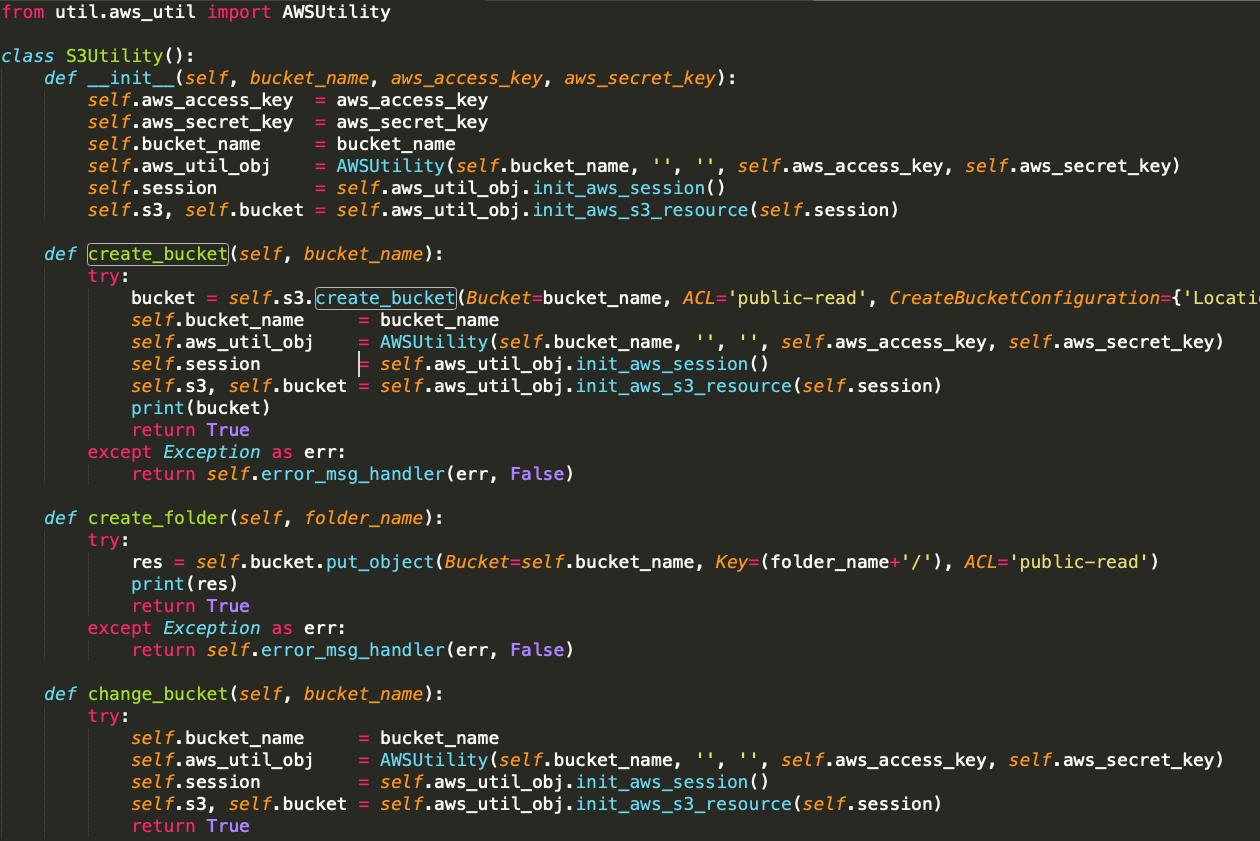 from util.aws_util import AWSUtility

class S3Utility():
    def __init__(self, bucket_name, aws_access_key, aws_secret_key):
        self.aws_access_key  = aws_access_key
        self.aws_secret_key  = aws_secret_key
        self.bucket_name     = bucket_name
        self.aws_util_obj    = AWSUtility(self.bucket_name, '', '', self.aws_access_key, self.aws_secret_key)
        self.session         = self.aws_util_obj.init_aws_session()
        self.s3, self.bucket = self.aws_util_obj.init_aws_s3_resource(self.session)

    def create_bucket(self, bucket_name):
        try:
            bucket = self.s3.create_bucket(Bucket=bucket_name, ACL='public-read', CreateBucketConfiguration={'Locatio
            self.bucket_name     = bucket_name
            self.aws_util_obj    = AWSUtility(self.bucket_name, '', '', self.aws_access_key, self.aws_secret_key)
            self.session         = self.aws_util_obj.init_aws_session()
            self.s3, self.bucket = self.aws_util_obj.init_aws_s3_resource(self.session)
            print(bucket)
            return True
        except Exception as err:
            return self.error_msg_handler(err, False)

    def create_folder(self, folder_name):
        try:
            res = self.bucket.put_object(Bucket=self.bucket_name, Key=(folder_name+'/'), ACL='public-read')
            print(res)
            return True
        except Exception as err:
            return self.error_msg_handler(err, False)

    def change_bucket(self, bucket_name):
        try:
            self.bucket_name     = bucket_name
            self.aws_util_obj    = AWSUtility(self.bucket_name, '', '', self.aws_access_key, self.aws_secret_key)
            self.session         = self.aws_util_obj.init_aws_session()
            self.s3, self.bucket = self.aws_util_obj.init_aws_s3_resource(self.session)
            return True